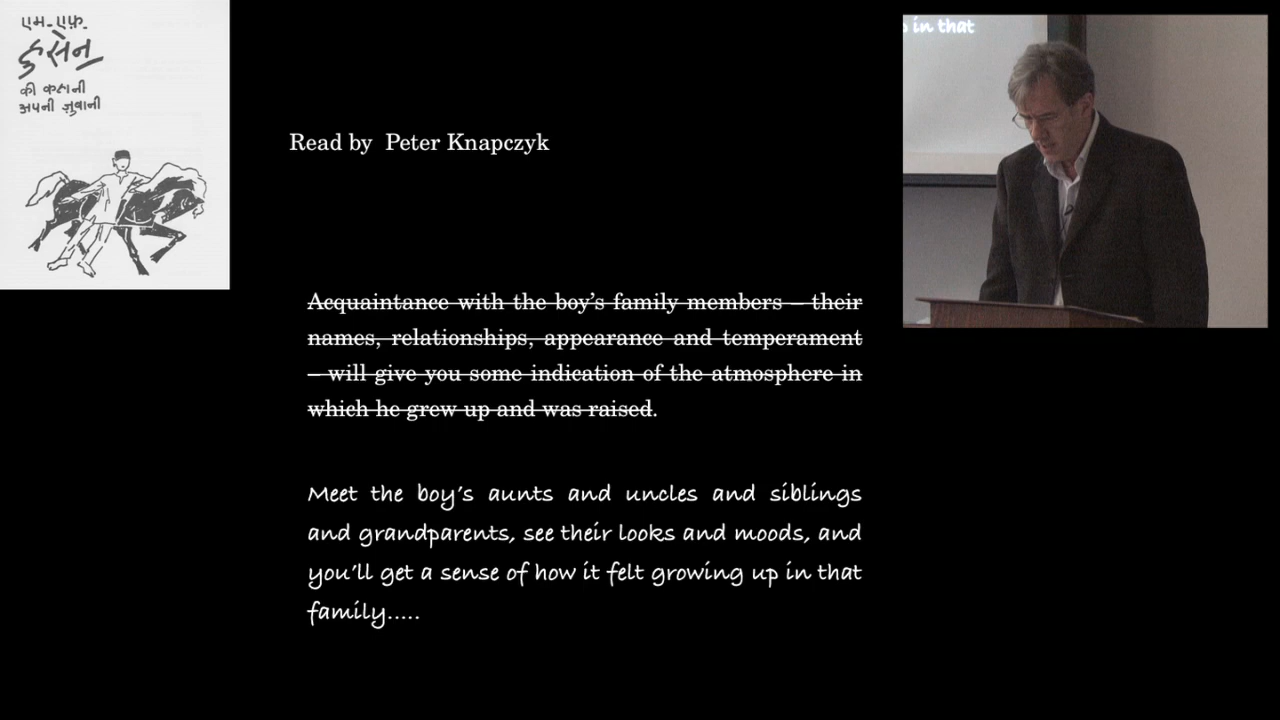 एम. एफ़.
हुसेन
की कहानी
अपनी ज़ुबानी
Read by Peter Knapczyk
Acquaintance with the boy's family members – their
names, relationships, appearance and temperament
– will give you some indication of the atmosphere in
which he grew up and was raised.
Meet the boy's aunts and uncles and siblings
and grandparents, see their looks and moods, and
you'll get a sense of how it felt growing up in that
family.....
in that